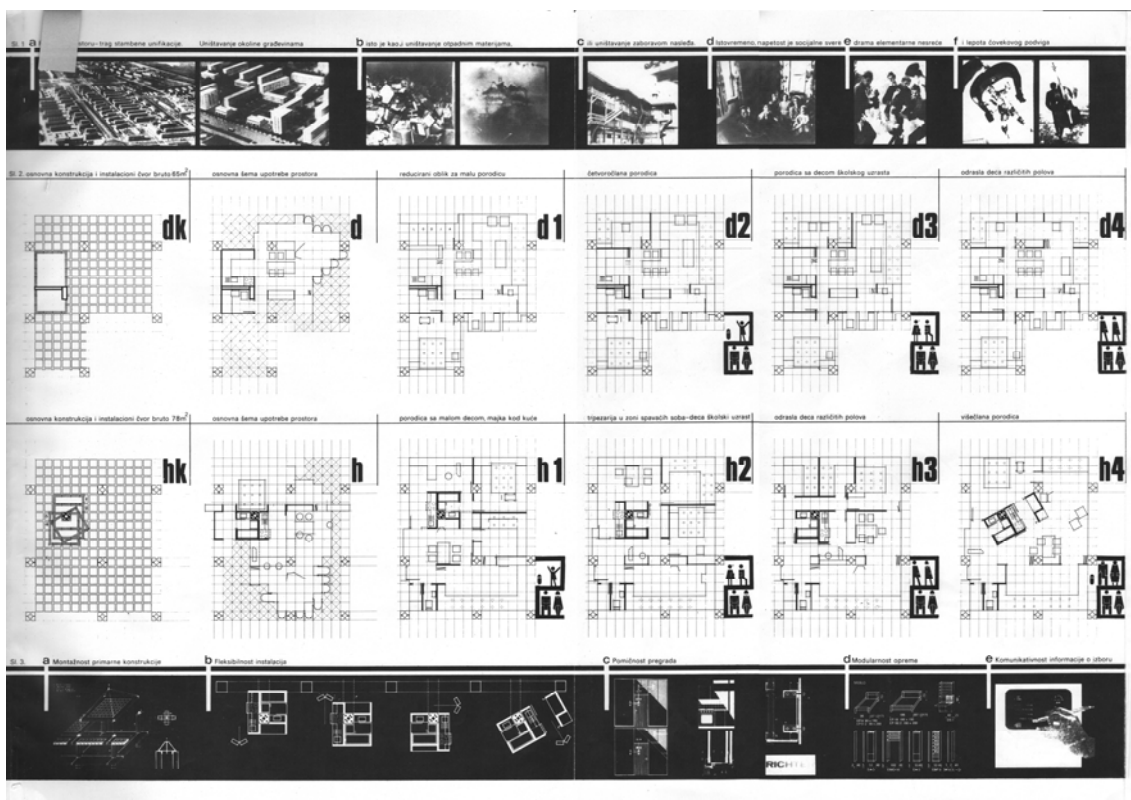 Sl. 1. a
storu- trag stambene unifikacije
Uništavanje okoline građevinama
b isto je kao i uništavanje otpadnim materijama,
c ili uništavanje zaboravom nasleđa.
d Istovremeno, napetost je socijalne svere
e drama elementarne nesreće
f i lepota čovekovog podviga
Sl. 2. osnovna konstrukcija i instalacioni čvor bruto 65m²
osnovna šema upotrebe prostora
reducirani oblik za malu porodicu
četvoročlana porodica
porodica sa decom školskog uzrasta
odrasla deca različitih polova
dk
d
d1
d2
d3
d4
osnovna konstrukcija i instalacioni čvor bruto 78m²
osnovna šema upotrebe prostora
porodica sa malom decom, majka kod kuće
trpezarija u zoni spavaćih soba-deca školski uzrast
odrasla deca različitih polova
višečlana porodica
hk
h
h1
h2
h3
h4
Sl. 3. a Montažnost primarne konstrukcije
b Fleksibilnost instalacija
c Pomičnost pregrada
d Modularnost opreme
e Komunikativnost informacije o izboru